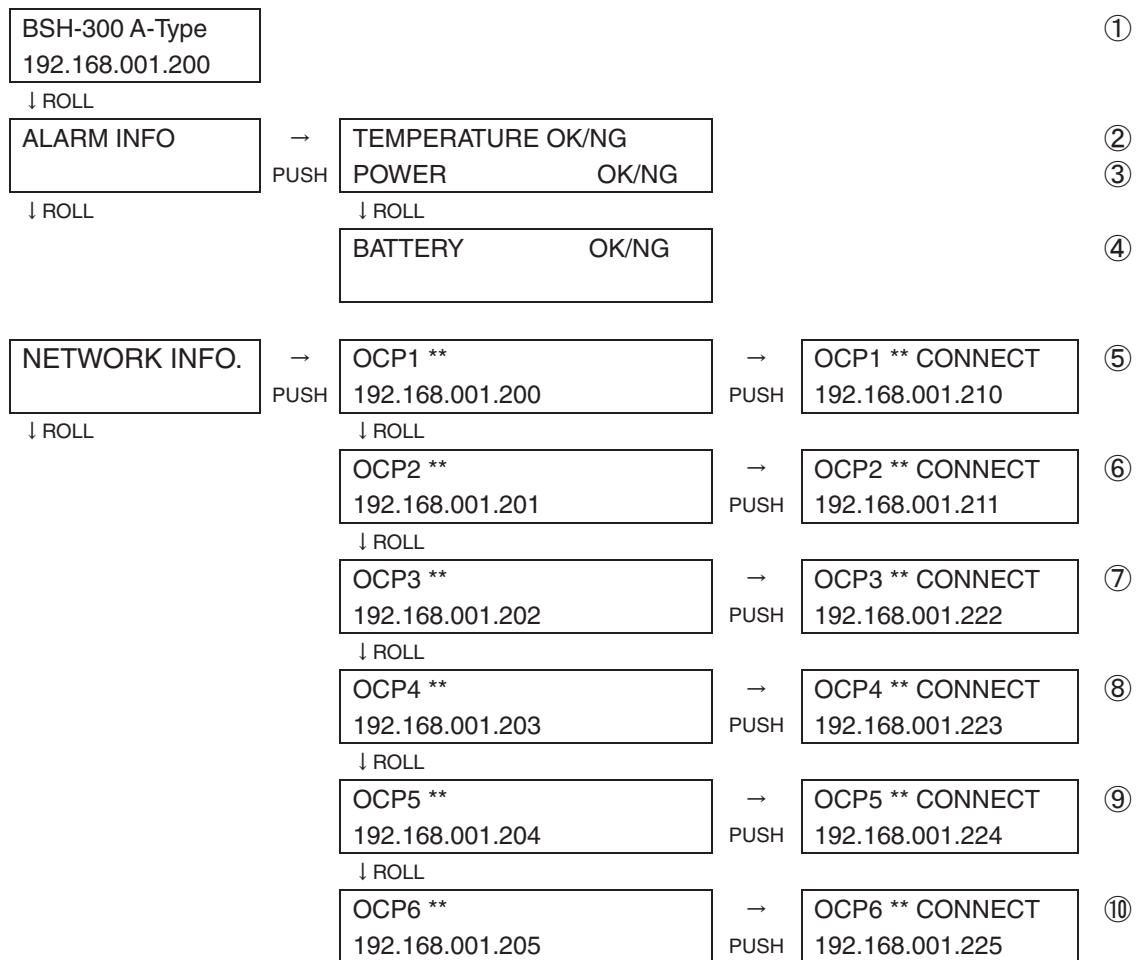 BSH-300 A-Type ①
192.168.001.200
↓ROLL
ALARM INFO → TEMPERATURE OK/NG ②
PUSH POWER OK/NG ③
↓ROLL ↓ROLL
BATTERY OK/NG ④
NETWORK INFO. → OCP1 ** → OCP1 ** CONNECT ⑤
PUSH 192.168.001.200 PUSH 192.168.001.210
↓ROLL ↓ROLL
OCP2 ** → OCP2 ** CONNECT ⑥
192.168.001.201 PUSH 192.168.001.211
↓ROLL
OCP3 ** → OCP3 ** CONNECT ⑦
192.168.001.202 PUSH 192.168.001.222
↓ROLL
OCP4 ** → OCP4 ** CONNECT ⑧
192.168.001.203 PUSH 192.168.001.223
↓ROLL
OCP5 ** → OCP5 ** CONNECT ⑨
192.168.001.204 PUSH 192.168.001.224
↓ROLL
OCP6 ** → OCP6 ** CONNECT ⑩
192.168.001.205 PUSH 192.168.001.225